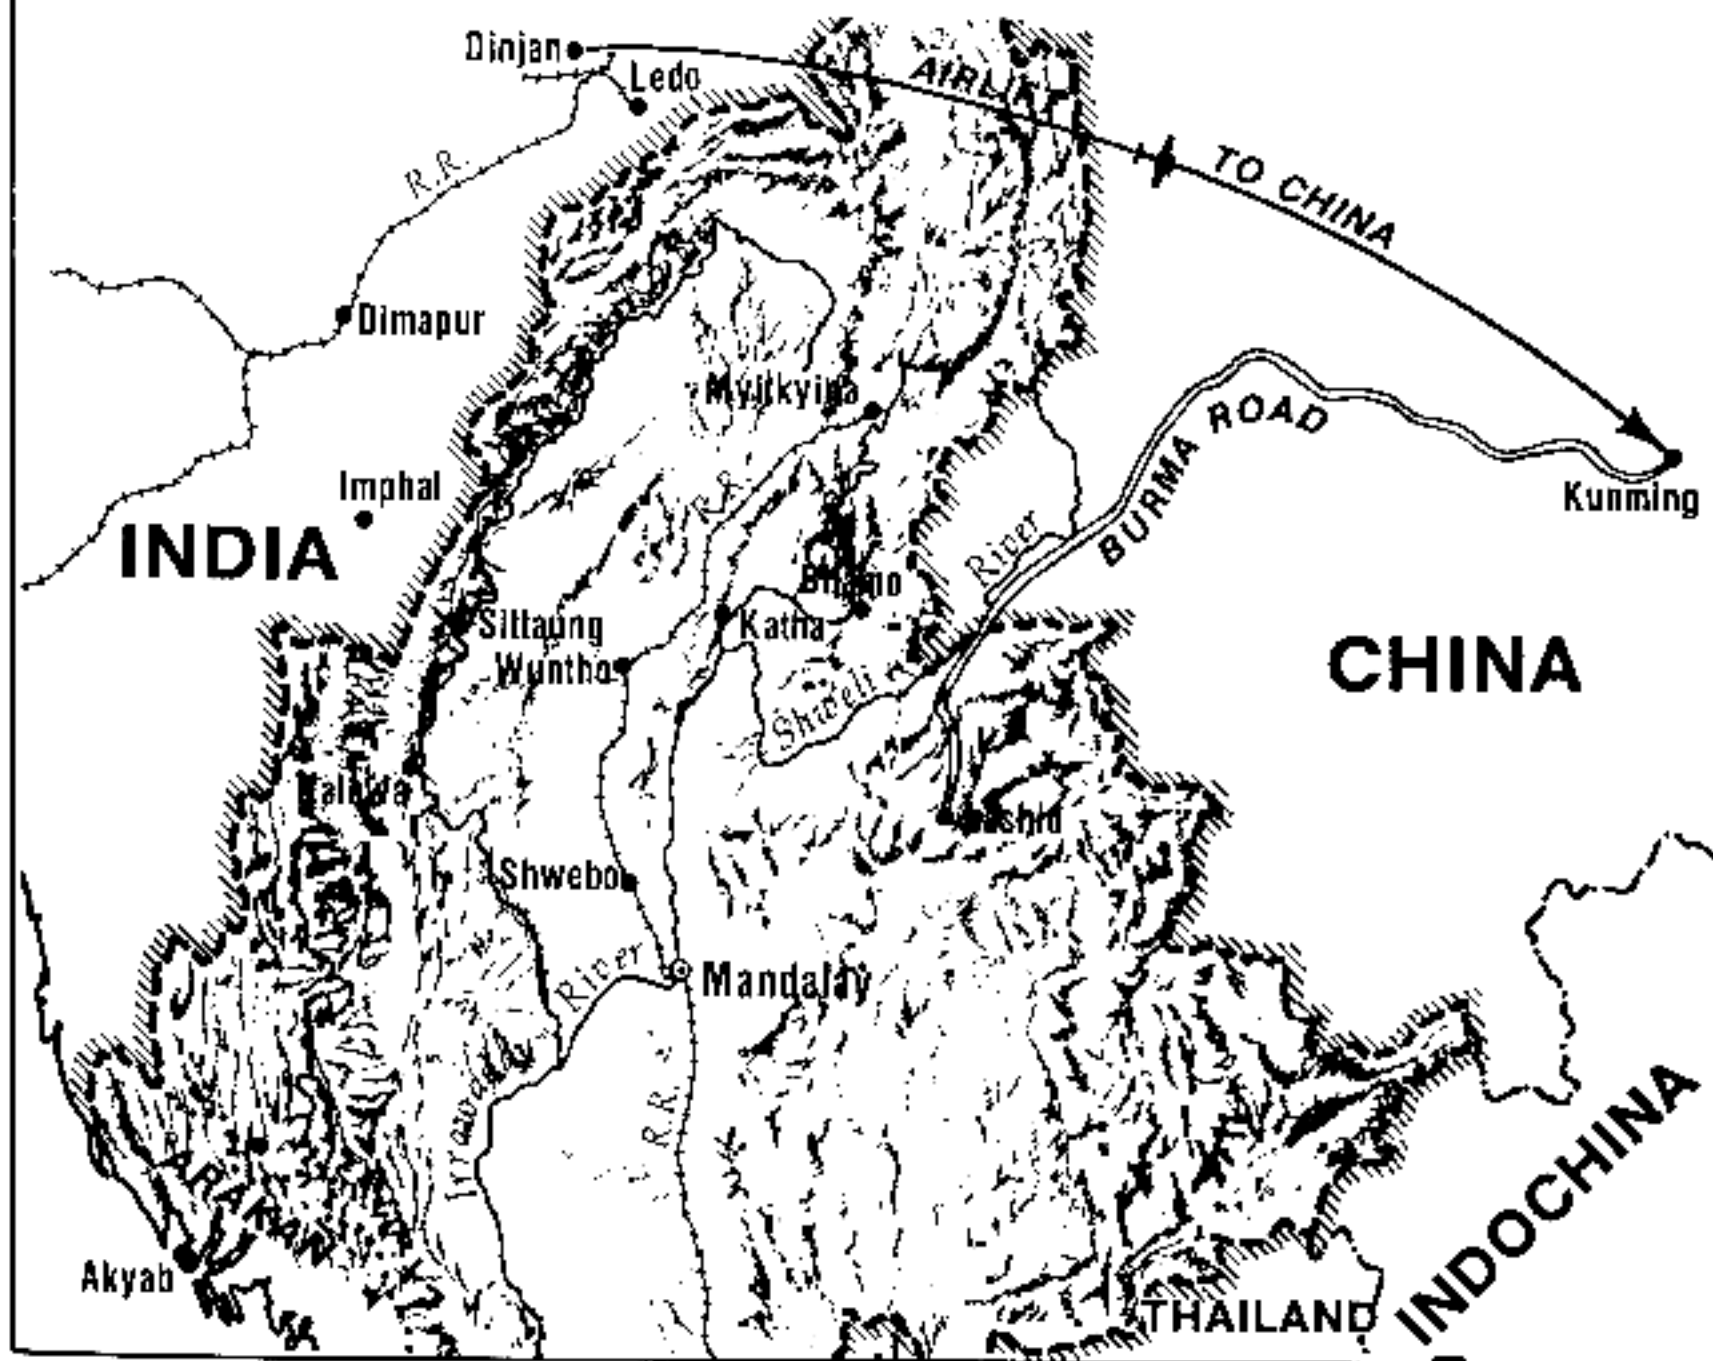 Dinjan
Ledo
AIRLIFT
TO CHINA
R.R.
Dimapur
Myitkyina
BURMA ROAD
Kunming
Imphal
INDIA
R.R.
River
Bhamo
Sittaung
Katha
Wuntho
CHINA
Shweli
Shwebo
River
Mandalay
Irrawaddy
R.R.
ARAKAN
Akyab
THAILAND
INDOCHINA